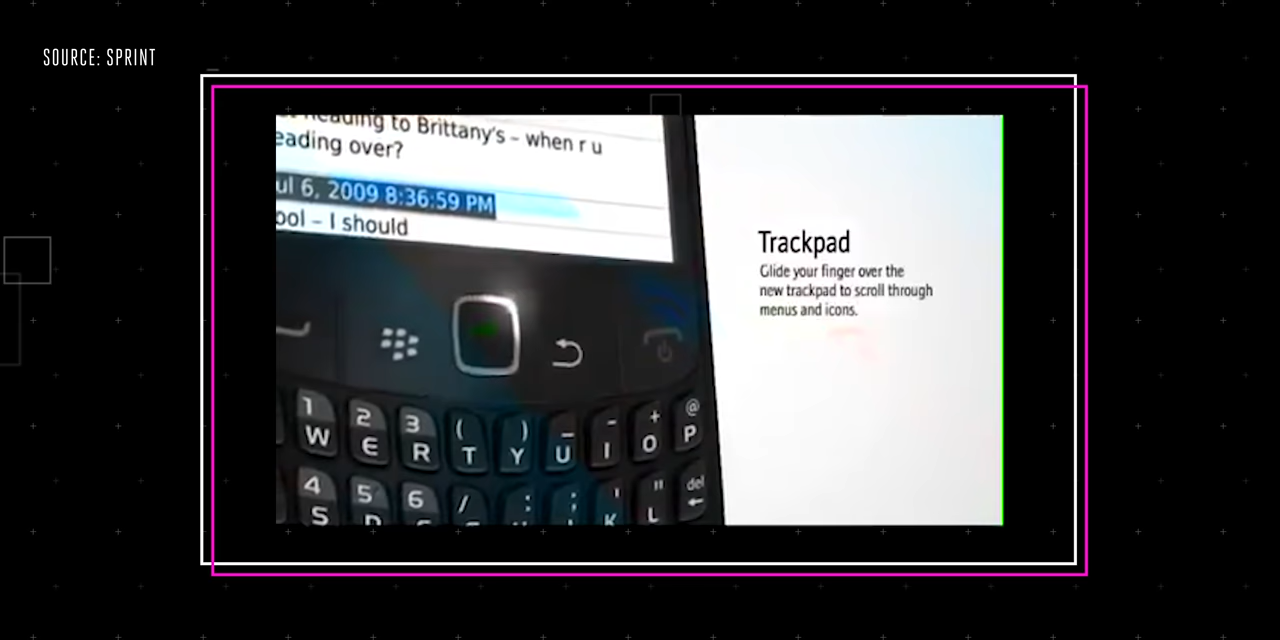 SOURCE: SPRINT
heading to Brittany's – when r u
eading over?
ul 6, 2009 8:36:59 PM
ool – I should
Trackpad
Glide your finger over the
new trackpad to scroll through
menus and icons.
1 2 3 ( ) _ - + @
W E R T Y U I O P
4 5 6 / : ; ' " del
S D K L